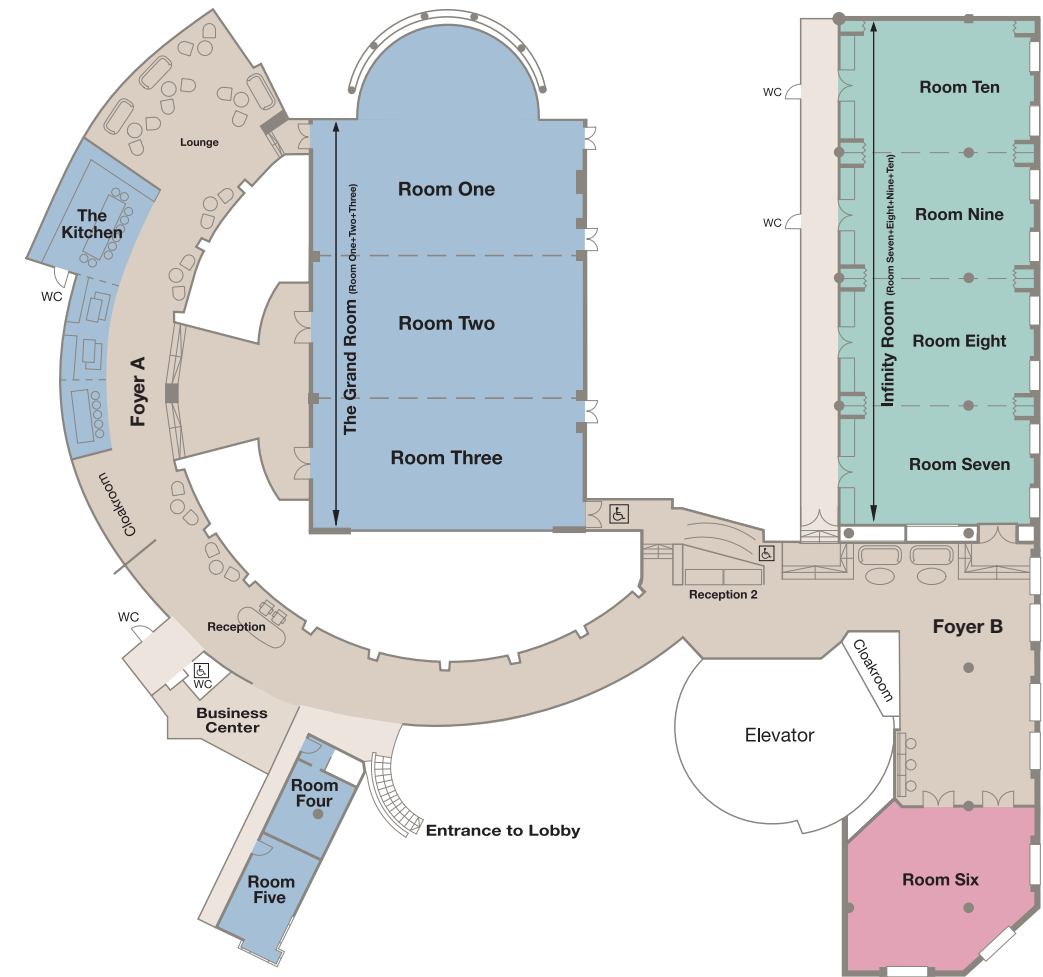 Lounge
The
Kitchen
WC
Foyer A
Cloakroom
WC
Reception
WC
Business
Center
Room
Four
Room
Five
Entrance to Lobby
Room One
Room Two
Room Three
The Grand Room (Room One+Two+Three)
Reception 2
Elevator
Cloakroom
Foyer B
Room Six
WC
WC
Infinity Room (Room Seven+Eight+Nine+Ten)
Room Ten
Room Nine
Room Eight
Room Seven